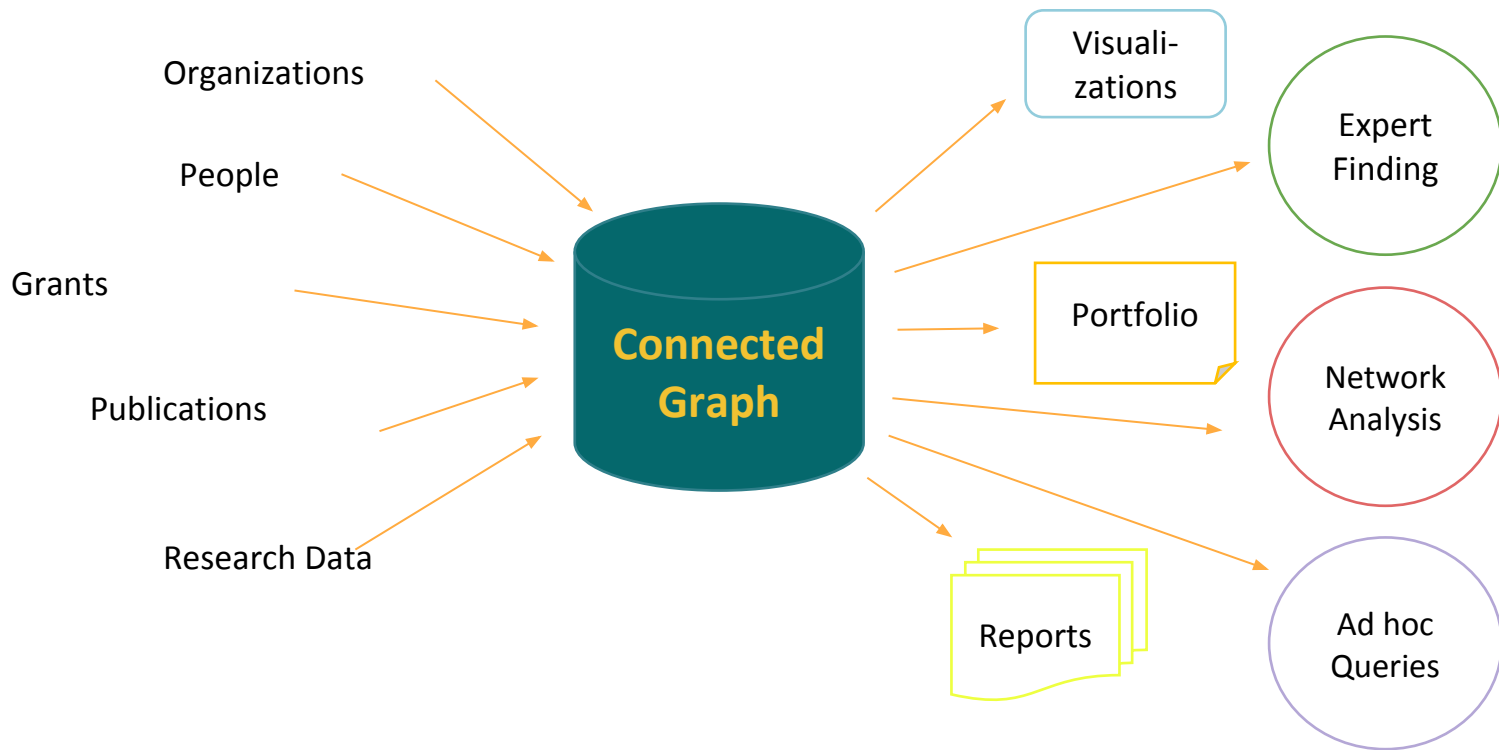 Organizations
People
Grants
Publications
Research Data
Connected
Graph
Visuali-
zations
Expert
Finding
Portfolio
Network
Analysis
Reports
Ad hoc
Queries